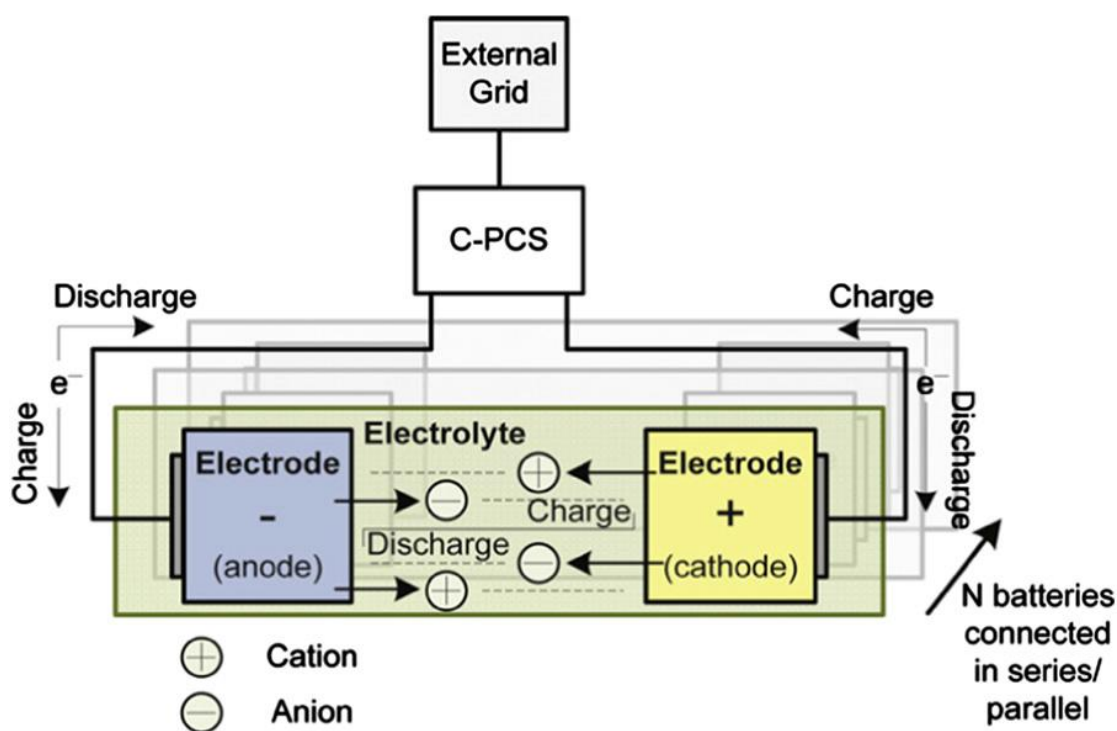 External
Grid
C-PCS
Discharge
Charge
e-
e-
Charge
Discharge
Electrolyte
Electrode
-
(anode)
Electrode
+
(cathode)
+
-
Charge
Discharge
-
+
N batteries
connected
in series/
parallel
+ Cation
- Anion